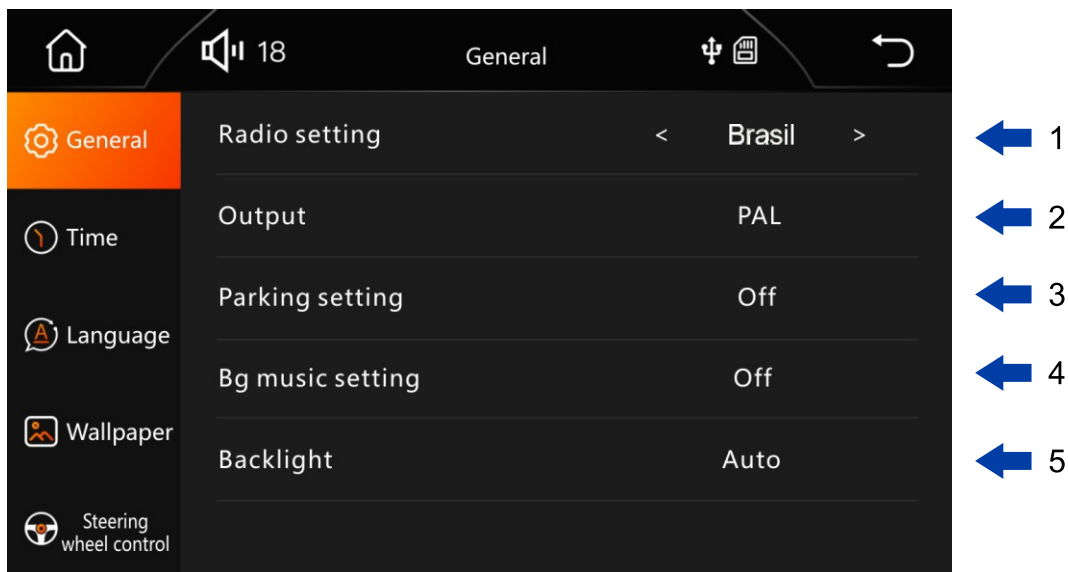 18
General
General
Radio setting < Brasil > 1
Time
Output PAL 2
Parking setting Off 3
Language
Bg music setting Off 4
Wallpaper
Backlight Auto 5
Steering
wheel control